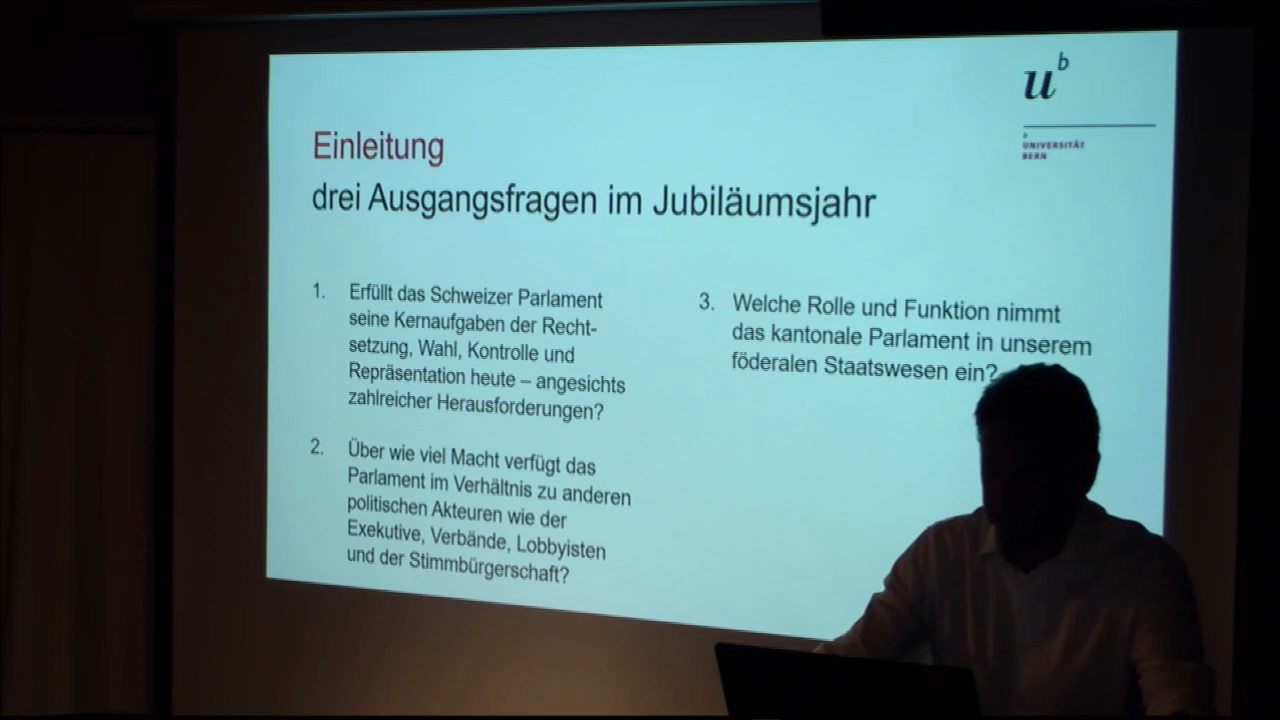 u^b
b
UNIVERSITÄT
BERN
Einleitung
drei Ausgangsfragen im Jubiläumsjahr
1. Erfüllt das Schweizer Parlament
seine Kernaufgaben der Recht-
setzung, Wahl, Kontrolle und
Repräsentation heute – angesichts
zahlreicher Herausforderungen?
2. Über wie viel Macht verfügt das
Parlament im Verhältnis zu anderen
politischen Akteuren wie der
Exekutive, Verbände, Lobbyisten
und der Stimmbürgerschaft?
3. Welche Rolle und Funktion nimmt
das kantonale Parlament in unserem
föderalen Staatswesen ein?